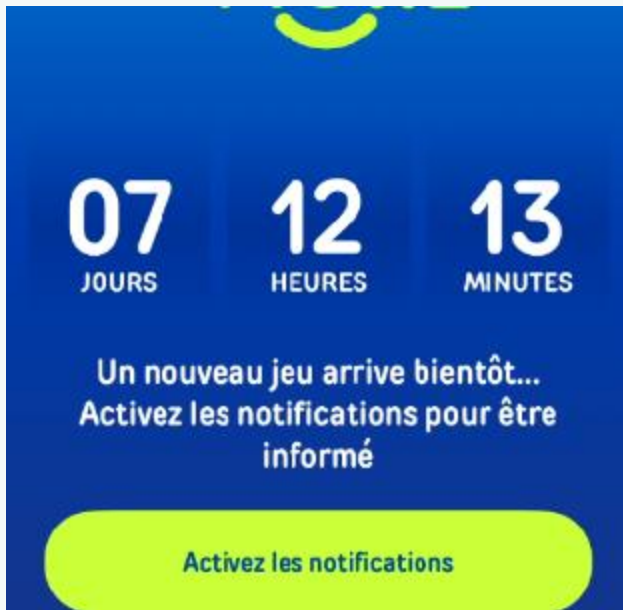 07
12
13
JOURS
HEURES
MINUTES
Un nouveau jeu arrive bientôt...
Activez les notifications pour être
informé
Activez les notifications